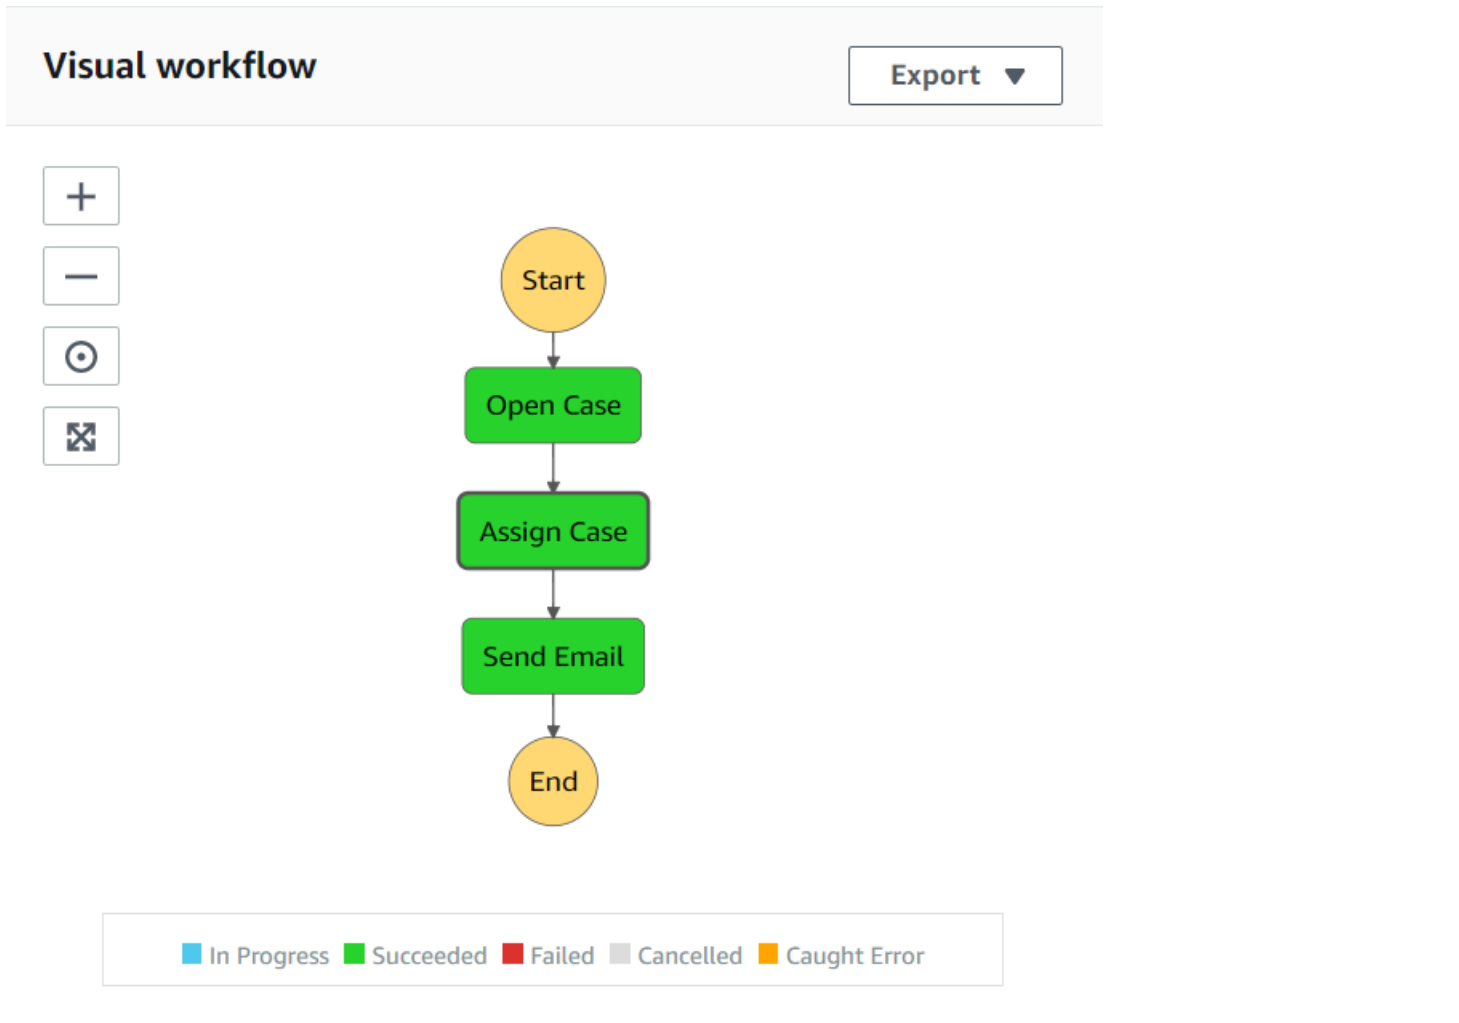 Visual workflow
Export
Start
Open Case
Assign Case
Send Email
End
In Progress Succeeded Failed Cancelled Caught Error